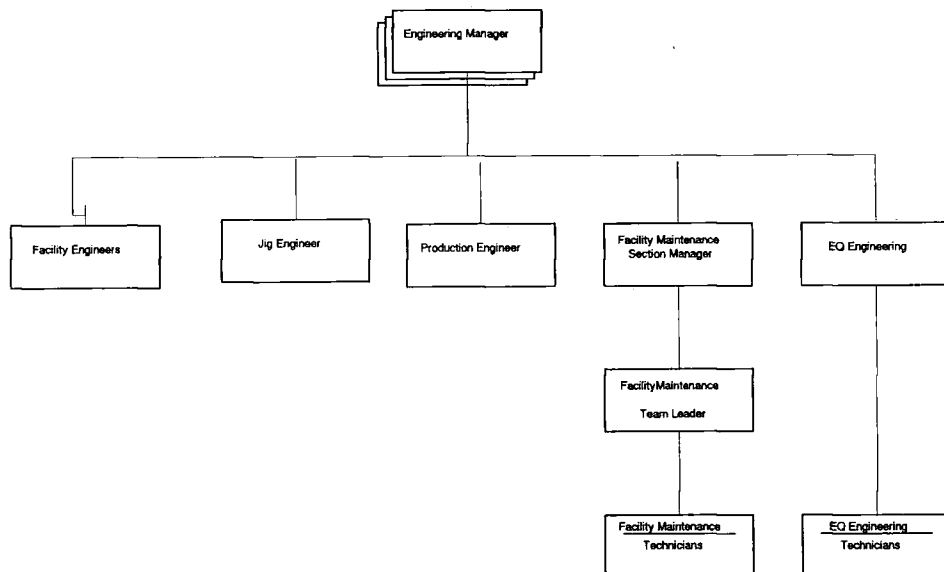 Engineering Manager
Facility Engineers
Jig Engineer
Production Engineer
Facility Maintenance
Section Manager
EQ Engineering
FacilityMaintenance
Team Leader
Facility Maintenance
Technicians
EQ Engineering
Technicians